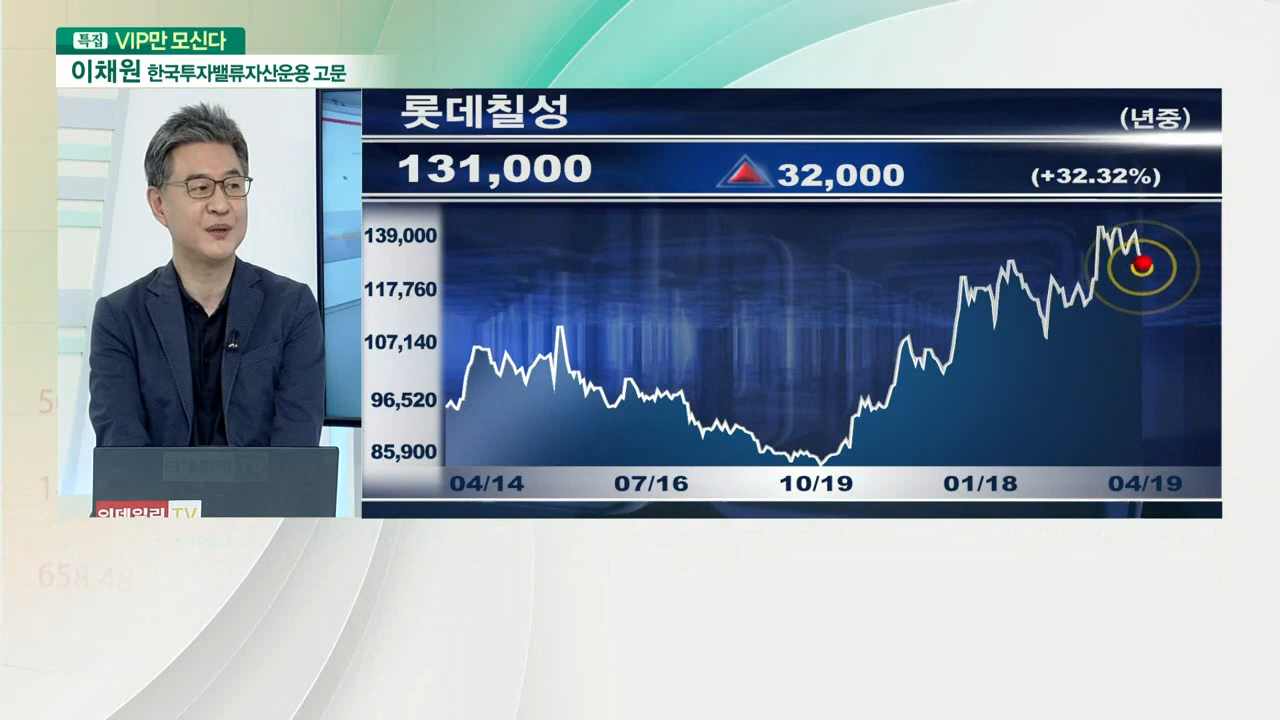 특집 VIP만 모신다
이채원 한국투자밸류자산운용 고문
롯데칠성 (년중)
131,000 32,000 (+32.32%)
139,000
117,760
107,140
96,520
85,900
04/14 07/16 10/19 01/18 04/19
이데일리 TV
658.48